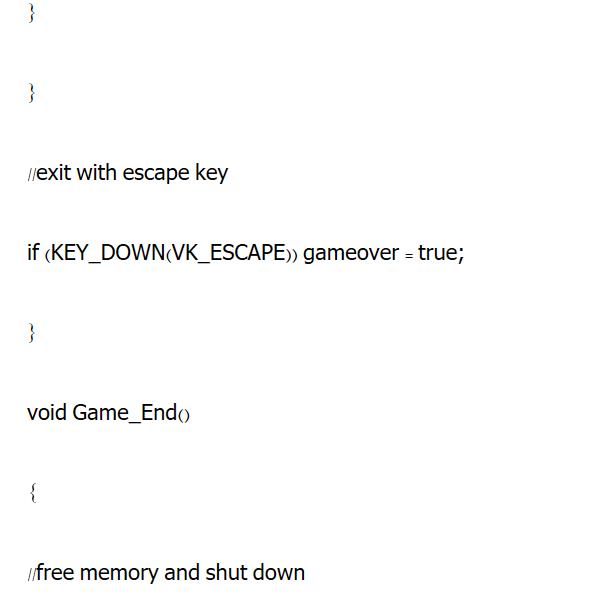 }
}
//exit with escape key
if (KEY_DOWN(VK_ESCAPE)) gameover = true;
}
void Game_End()
{
//free memory and shut down